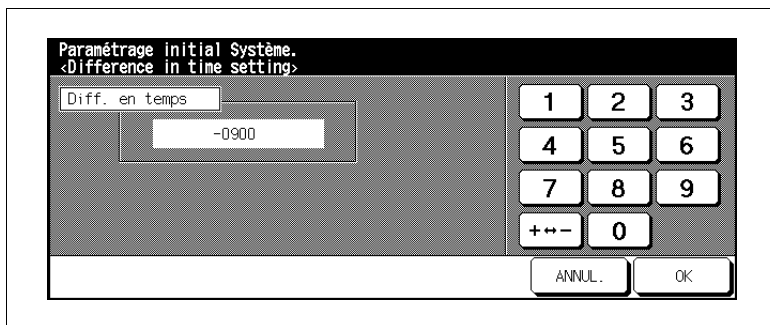 Paramétrage initial Système.
<Difference in time setting>
Diff. en temps
-0900
1 2 3
4 5 6
7 8 9
+↔- 0
ANNUL. OK